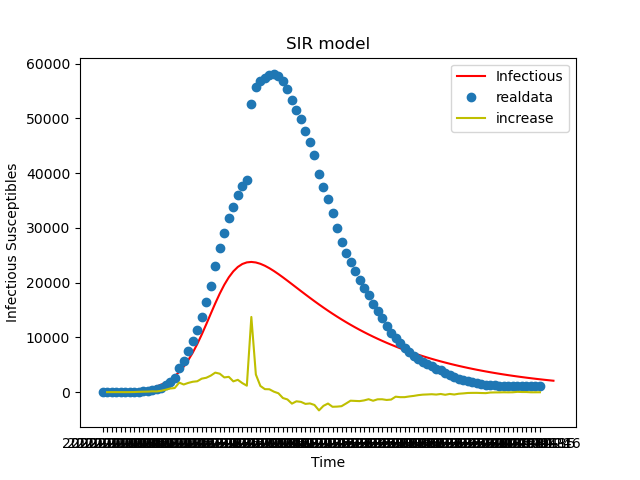 SIR model
Infectious
realdata
increase
60000
50000
40000
30000
20000
10000
0
Infectious Susceptibles
Time